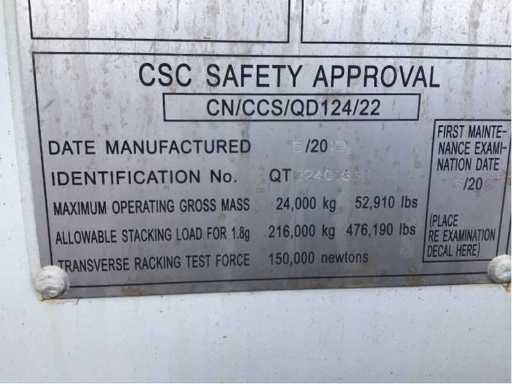 CSC SAFETY APPROVAL
CN/CCS/QD124/22
DATE MANUFACTURED /20
IDENTIFICATION No. QT
MAXIMUM OPERATING GROSS MASS 24,000 kg 52,910 lbs
ALLOWABLE STACKING LOAD FOR 1.8g 216,000 kg 476,190 lbs
TRANSVERSE RACKING TEST FORCE 150,000 newtons
FIRST MAINTE-
NANCE EXAMI-
NATION DATE
/20
(PLACE
RE EXAMINATION
DECAL HERE)